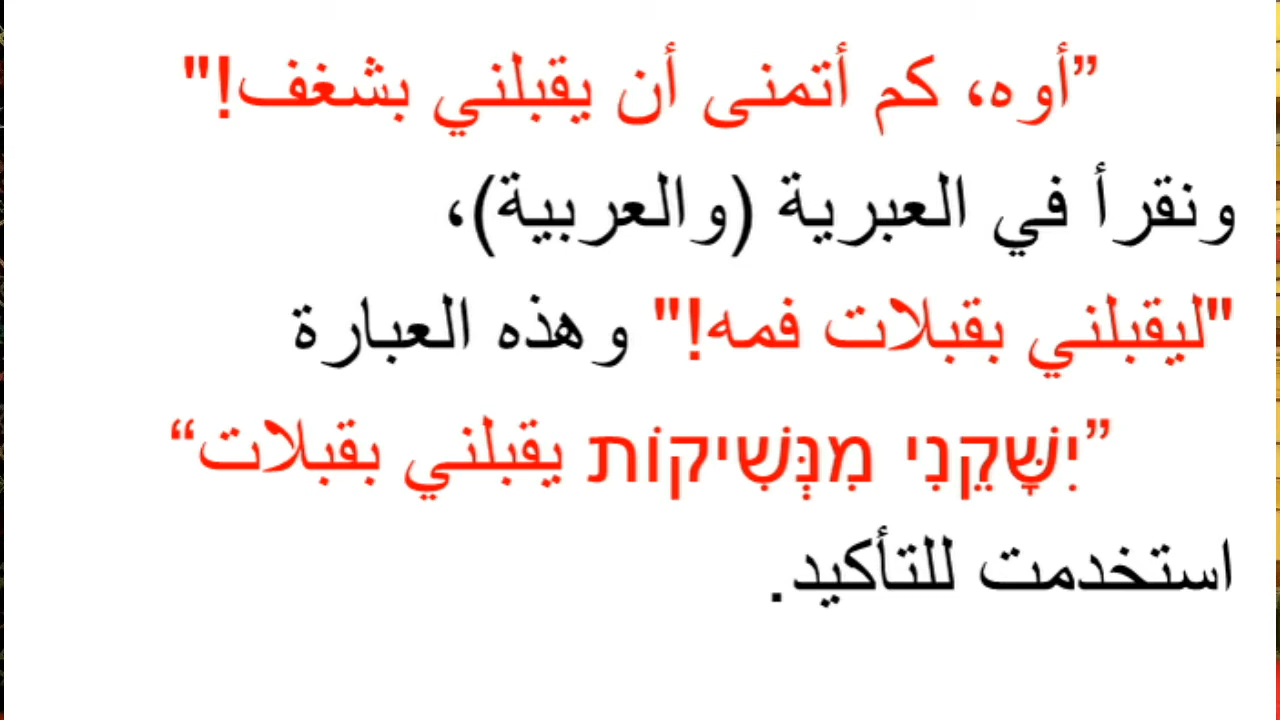 ”أوه، كم أتمنى أن يقبلني بشغف!"
ونقرأ في العبرية (والعربية)،
"ليقبلني بقبلات فمه!" وهذه العبارة
”יִשָּׁקֵנִי מִנְּשִׁיקוֹת يقبلني بقبلات“
استخدمت للتأكيد.